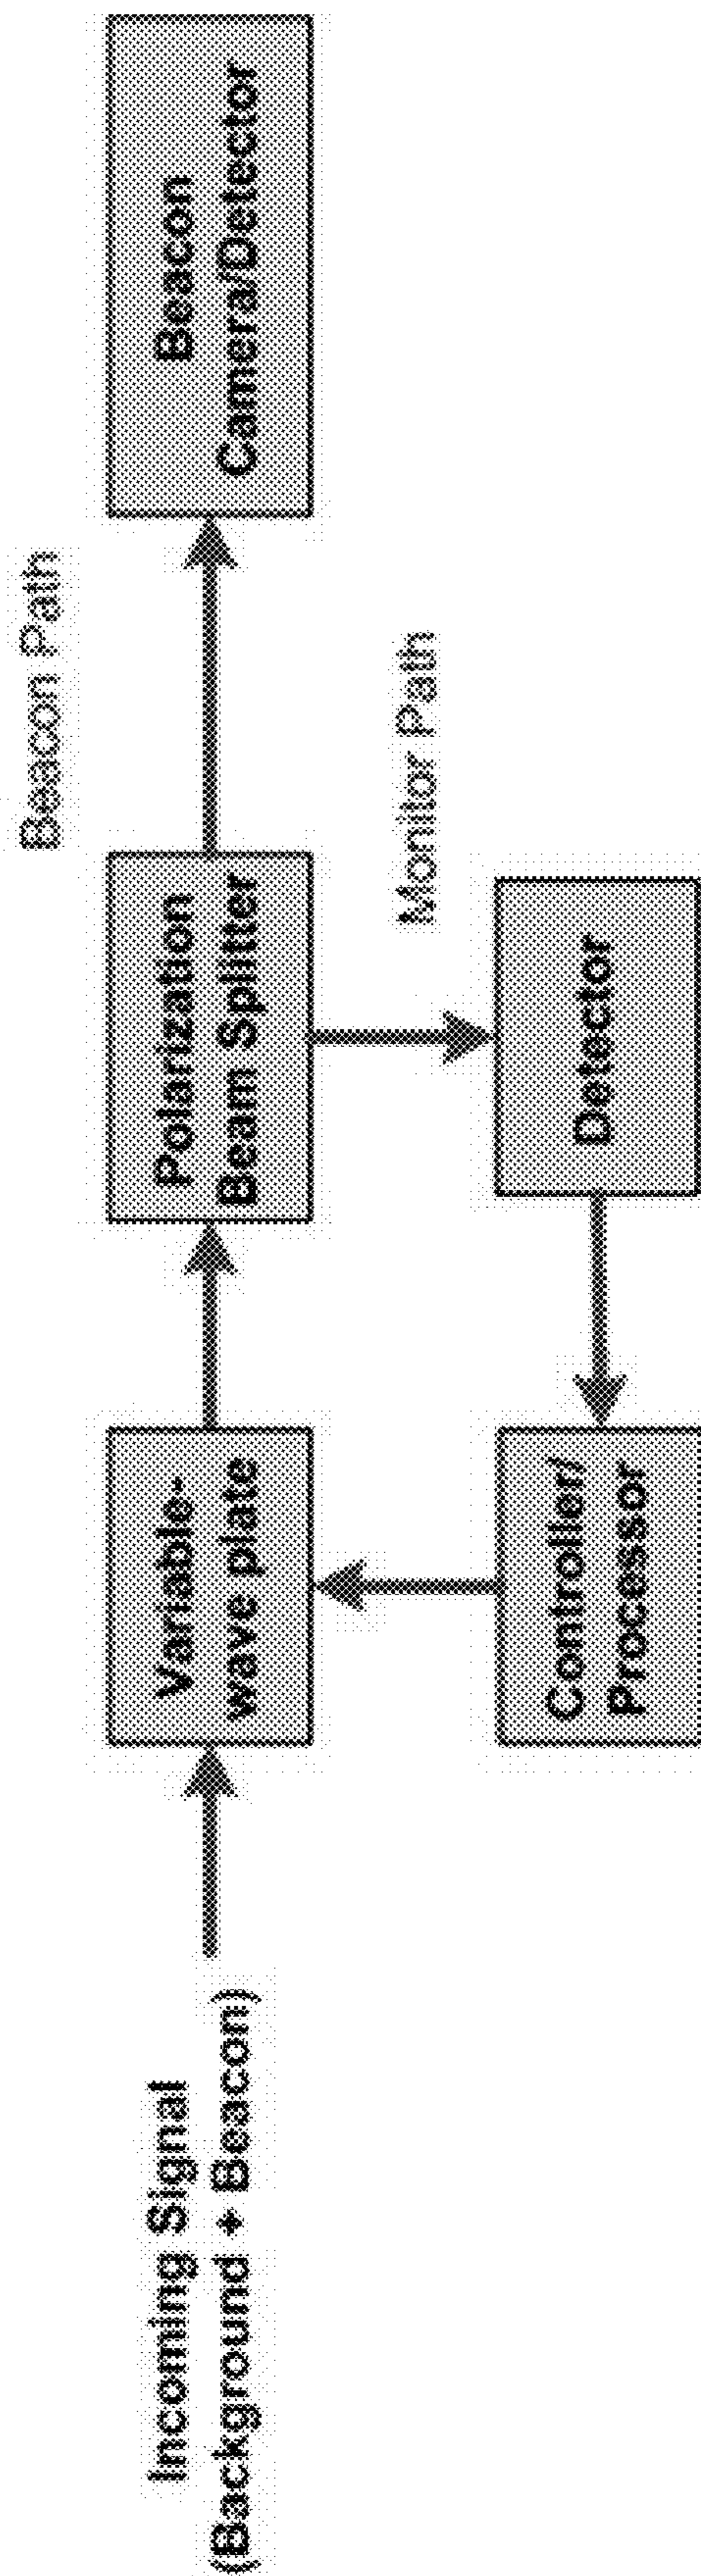 Incoming Signal
(Background + Beacon)
Variable-
wave plate
Polarization
Beam Splitter
Beacon Path
Beacon
Camera/Detector
Monitor Path
Controller/
Processor
Detector